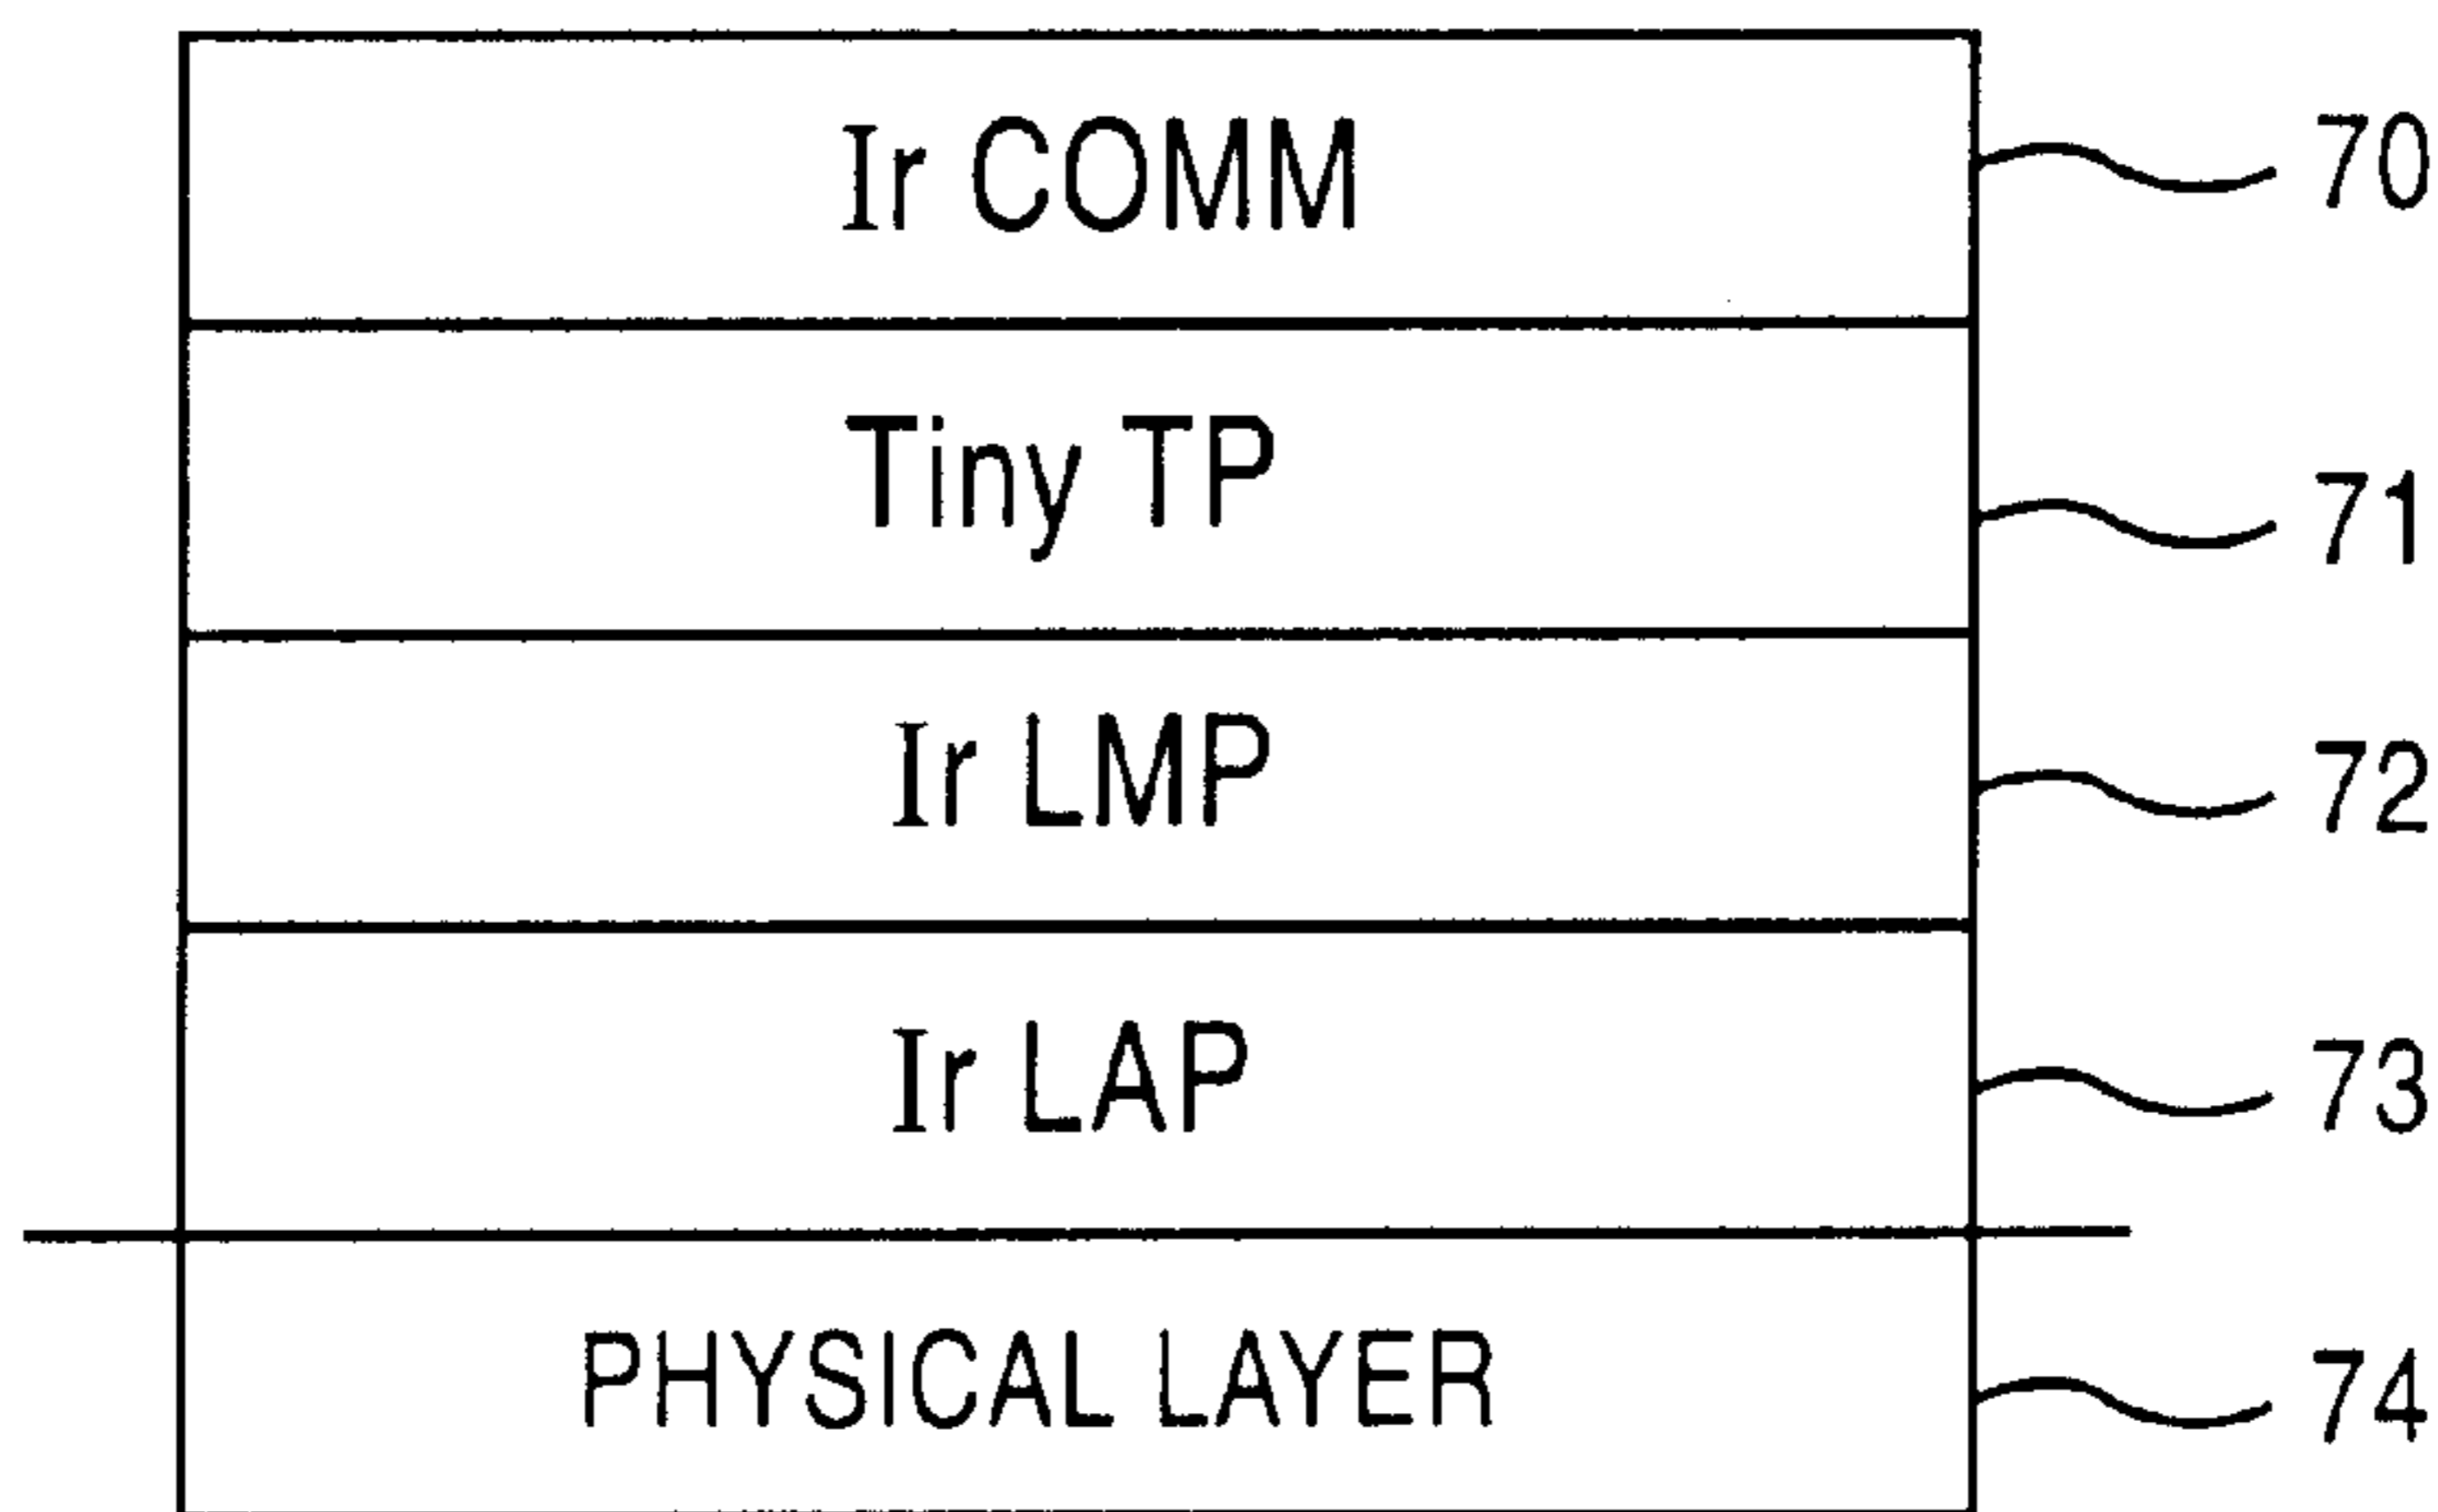 Ir COMM 70
Tiny TP 71
Ir LMP 72
Ir LAP 73
PHYSICAL LAYER 74